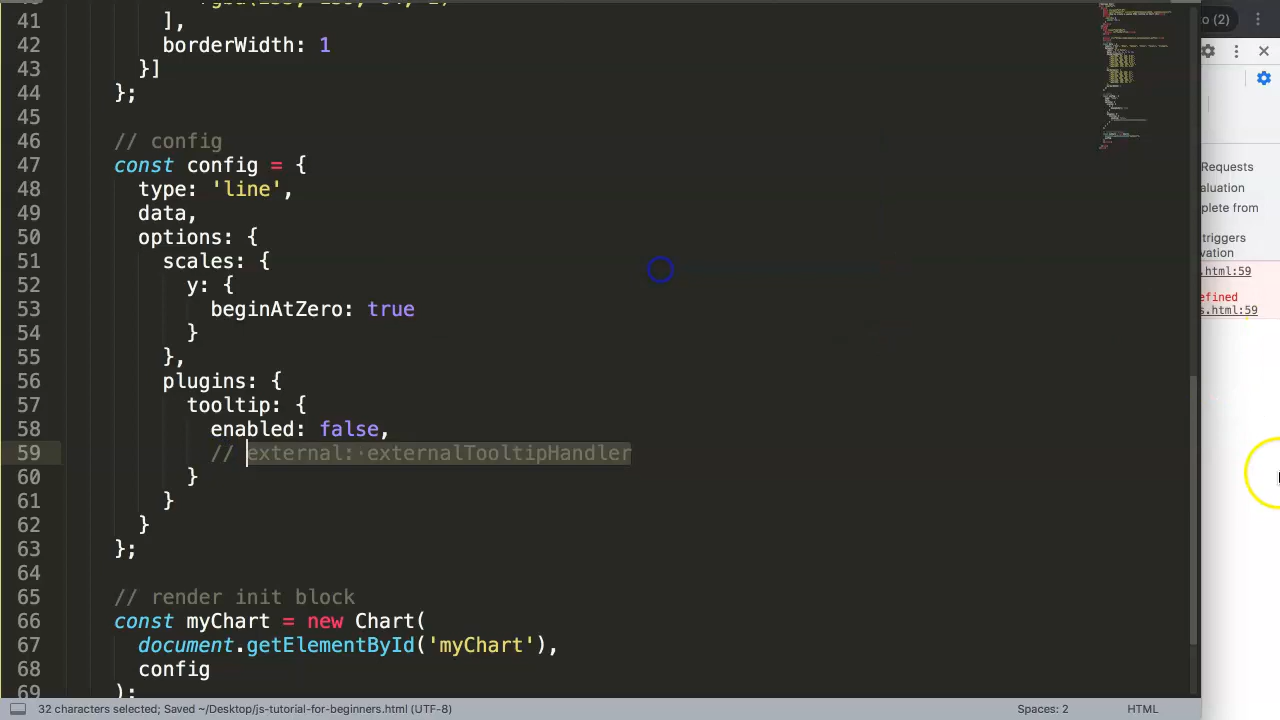 41 ],
42 borderWidth: 1
43 }]
44 };
45
46 // config
47 const config = {
48 type: 'line',
49 data,
50 options: {
51 scales: {
52 y: {
53 beginAtZero: true
54 }
55 },
56 plugins: {
57 tooltip: {
58 enabled: false,
59 // external: externalTooltipHandler
60 }
61 }
62 }
63 };
64
65 // render init block
66 const myChart = new Chart(
67 document.getElementById('myChart'),
68 config
69 );
32 characters selected; Saved ~/Desktop/js-tutorial-for-beginners.html (UTF-8)
Spaces: 2
HTML
(2)
Requests
plete from
triggers
.html:59
efined
s.html:59